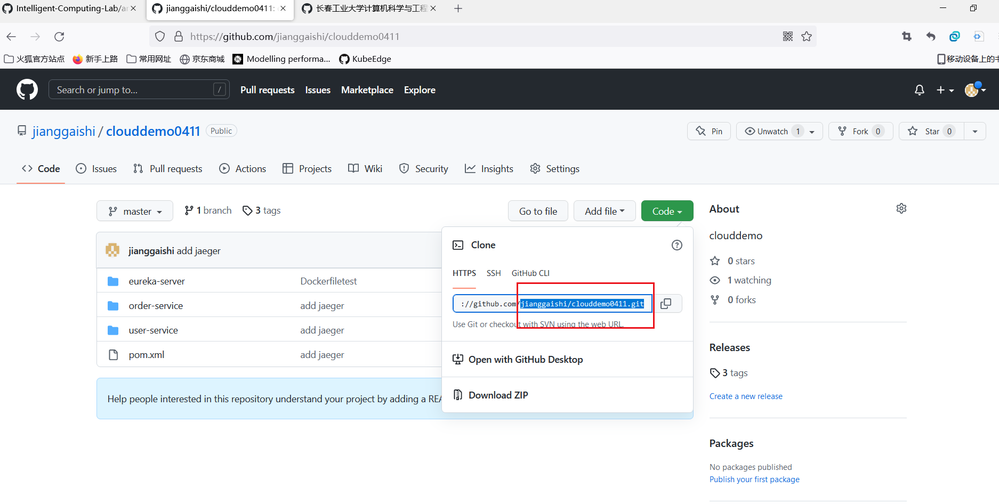 Intelligent-Computing-Lab/ar
jianggaishi/clouddemo0411:
长春工业大学计算机科学与工程
https://github.com/jianggaishi/clouddemo0411
火狐官方站点 新手上路 常用网址 京东商城 Modelling performa... KubeEdge 移动设备上的书
Search or jump to... / Pull requests Issues Marketplace Explore
jianggaishi / clouddemo0411 Public Pin Unwatch 1 Fork 0 Star 0
Code Issues Pull requests Actions Projects Wiki Security Insights Settings
master 1 branch 3 tags Go to file Add file Code
jianggaishi add jaeger
eureka-server Dockerfiletest
order-service add jaeger
user-service add jaeger
pom.xml add jaeger
Help people interested in this repository understand your project by adding a REA
Clone
HTTPS SSH GitHub CLI
://github.com/jianggaishi/clouddemo0411.git
Use Git or checkout with SVN using the web URL.
Open with GitHub Desktop
Download ZIP
About
clouddemo
0 stars
1 watching
0 forks
Releases
3 tags
Create a new release
Packages
No packages published
Publish your first package